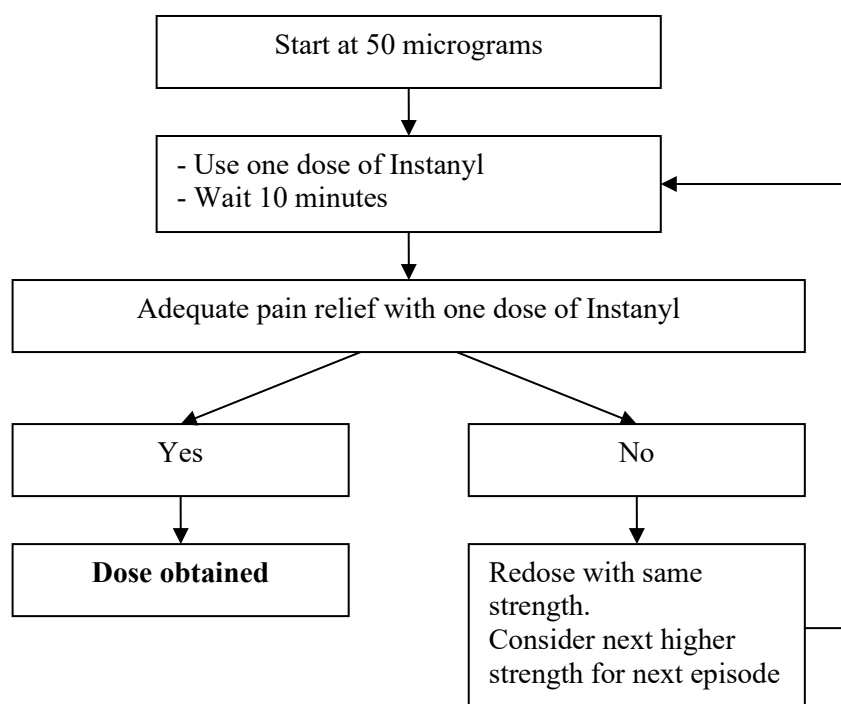 Start at 50 micrograms
- Use one dose of Instanyl
- Wait 10 minutes
Adequate pain relief with one dose of Instanyl
Yes
No
Dose obtained
Redose with same
strength.
Consider next higher
strength for next episode